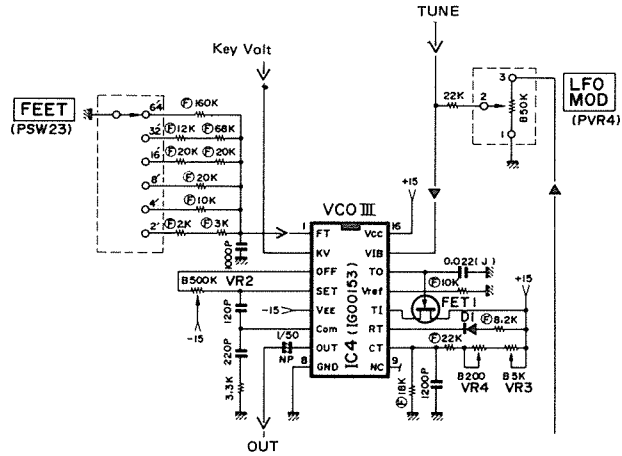 TUNE
Key Volt
FEET
(PSW23)
64'
Ⓕ160K
32'
Ⓕ12K Ⓕ68K
16'
Ⓕ20K Ⓕ20K
8'
Ⓕ20K
4'
Ⓕ10K
2'
Ⓕ2K Ⓕ3K
1000P
22K
3
2
1
B50K
LFO
MOD
(PVR4)
VCO III
+15
1
16
FT
KV
OFF
SET
VEE
Com
OUT
GND
8
IC4 (IG00153)
Vcc
VIB
TO
Vref
TI
RT
CT
NC
9
B500K VR2
-15
120P
-15
220P
3.3K
1/50
NP
OUT
0.022(J)
Ⓕ10K
FET1
D1
Ⓕ8.2K
+15
Ⓕ22K
Ⓕ18K
1200P
B200
VR4
B5K
VR3